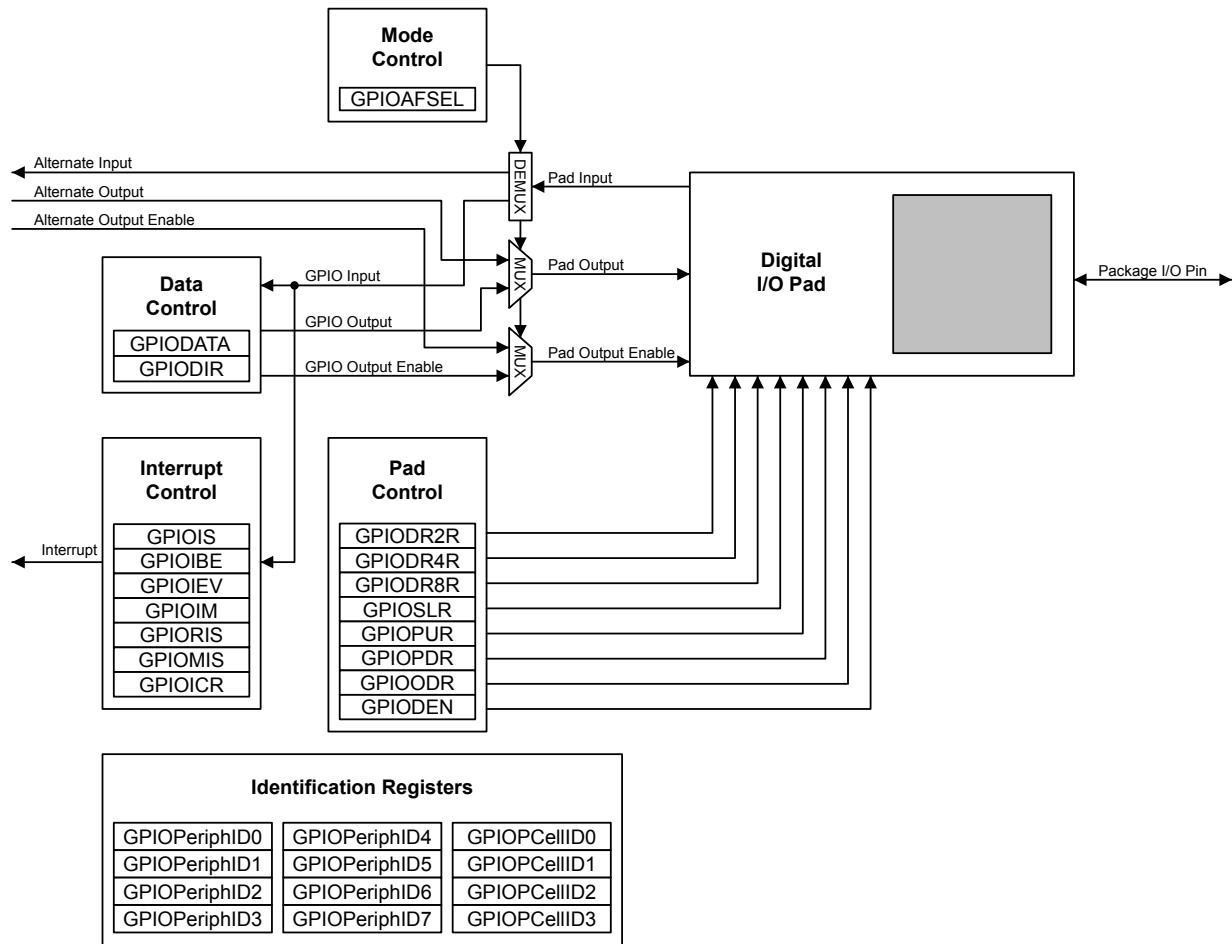 Mode
Control
GPIOAFSEL
Alternate Input
Alternate Output
Alternate Output Enable
DEMUX
Pad Input
MUX
Pad Output
MUX
Pad Output Enable
Digital
I/O Pad
Package I/O Pin
Data
Control
GPIODATA
GPIODIR
GPIO Input
GPIO Output
GPIO Output Enable
Interrupt
Control
GPIOIS
GPIOIBE
GPIOIEV
GPIOIM
GPIORIS
GPIOMIS
GPIOICR
Interrupt
Pad
Control
GPIODR2R
GPIODR4R
GPIODR8R
GPIOSLR
GPIOPUR
GPIOPDR
GPIOODR
GPIODEN
Identification Registers
GPIOPeriphID0
GPIOPeriphID1
GPIOPeriphID2
GPIOPeriphID3
GPIOPeriphID4
GPIOPeriphID5
GPIOPeriphID6
GPIOPeriphID7
GPIOPCellID0
GPIOPCellID1
GPIOPCellID2
GPIOPCellID3